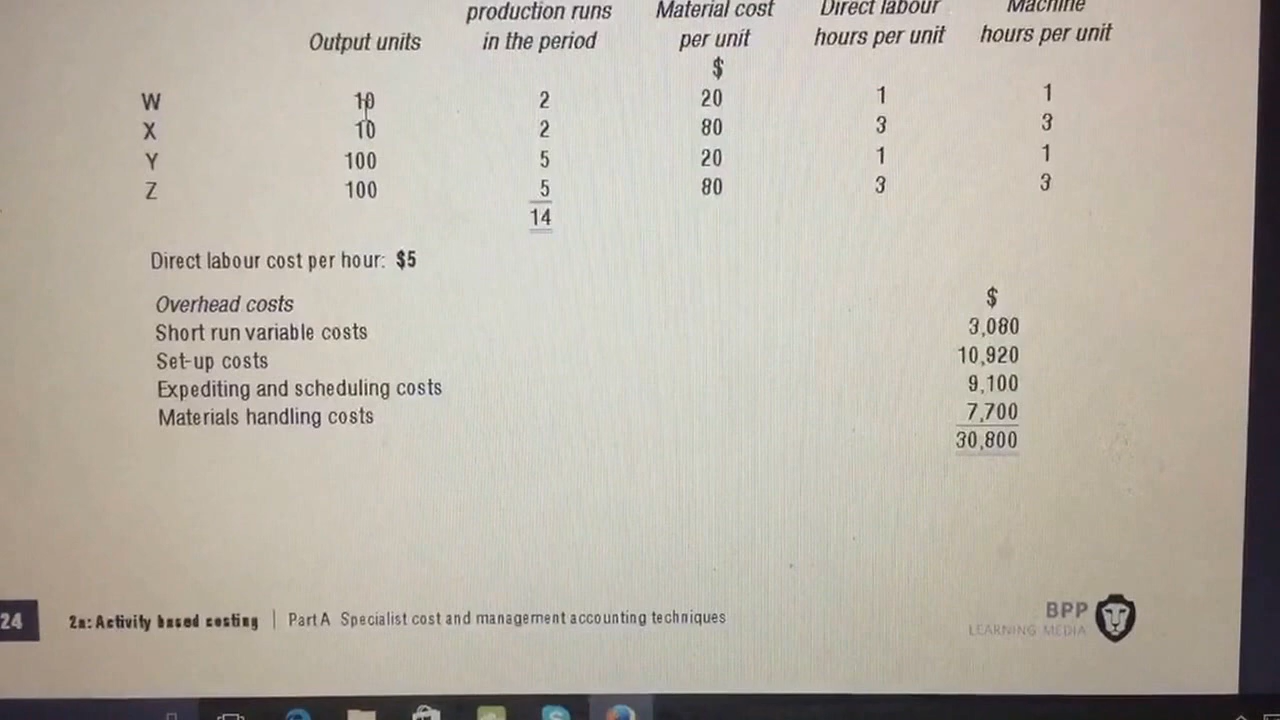 production runs Material cost Direct labour Machine
Output units in the period per unit hours per unit hours per unit
$
W 10 2 20 1 1
X 10 2 80 3 3
Y 100 5 20 1 1
Z 100 5 80 3 3
14
Direct labour cost per hour: $5
Overhead costs $
Short run variable costs 3,080
Set-up costs 10,920
Expediting and scheduling costs 9,100
Materials handling costs 7,700
30,800
24 2a: Activity based costing | Part A Specialist cost and management accounting techniques
BPP
LEARNING MEDIA